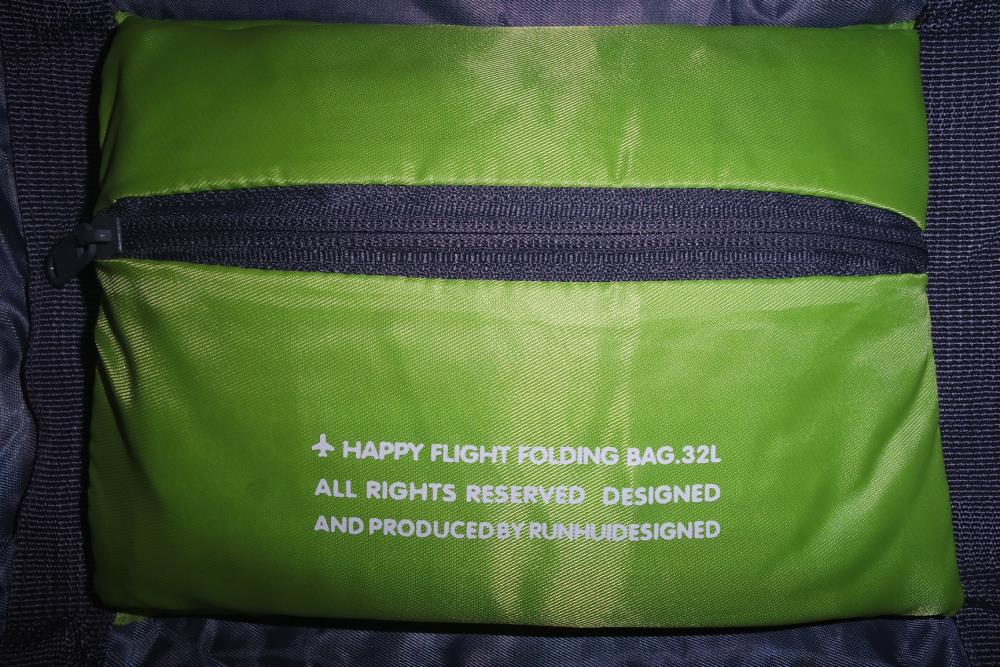 HAPPY FLIGHT FOLDING BAG.32L
ALL RIGHTS RESERVED DESIGNED
AND PRODUCED BY RUNHUIDESIGNED